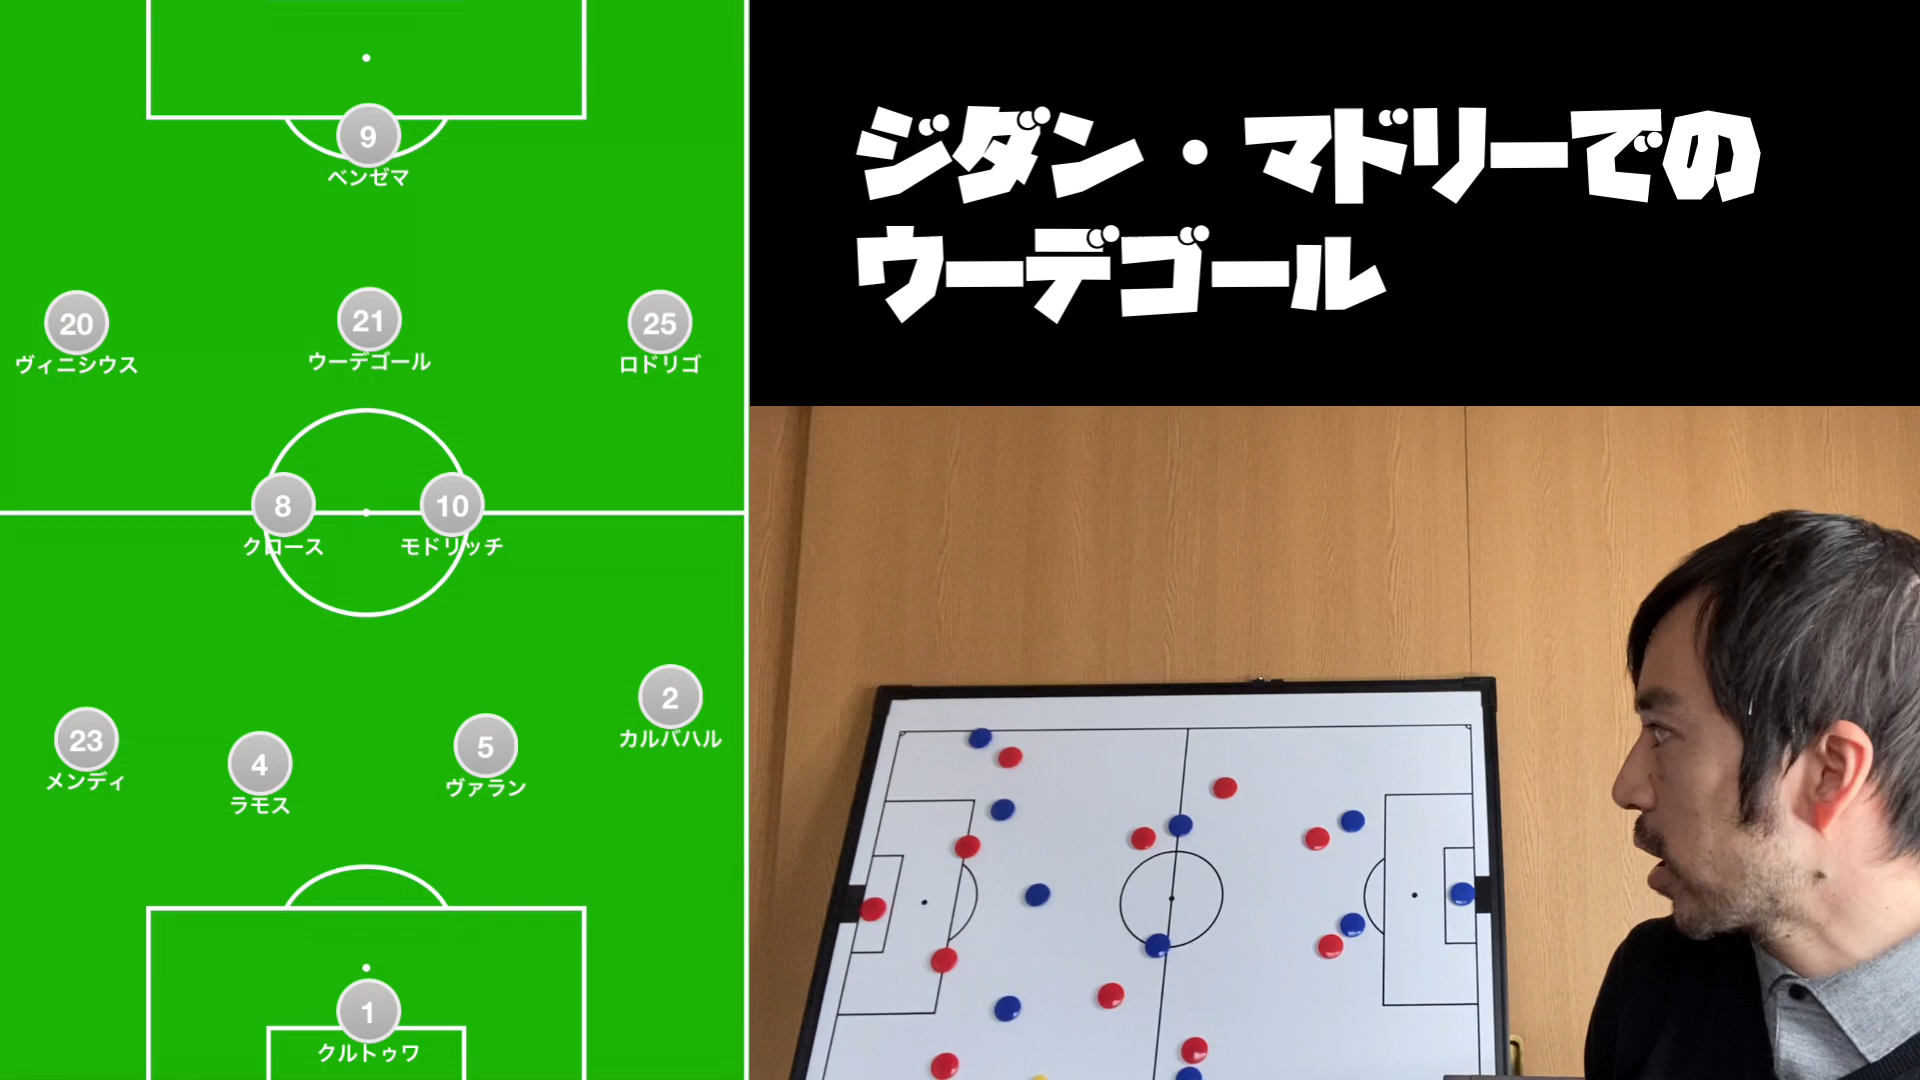 ジダン・マドリーでの
ウーデゴール
9
ベンゼマ
20
ヴィニシウス
21
ウーデゴール
25
ロドリゴ
8
クロース
10
モドリッチ
2
カルバハル
23
メンディ
4
ラモス
5
ヴァラン
1
クルトゥワ